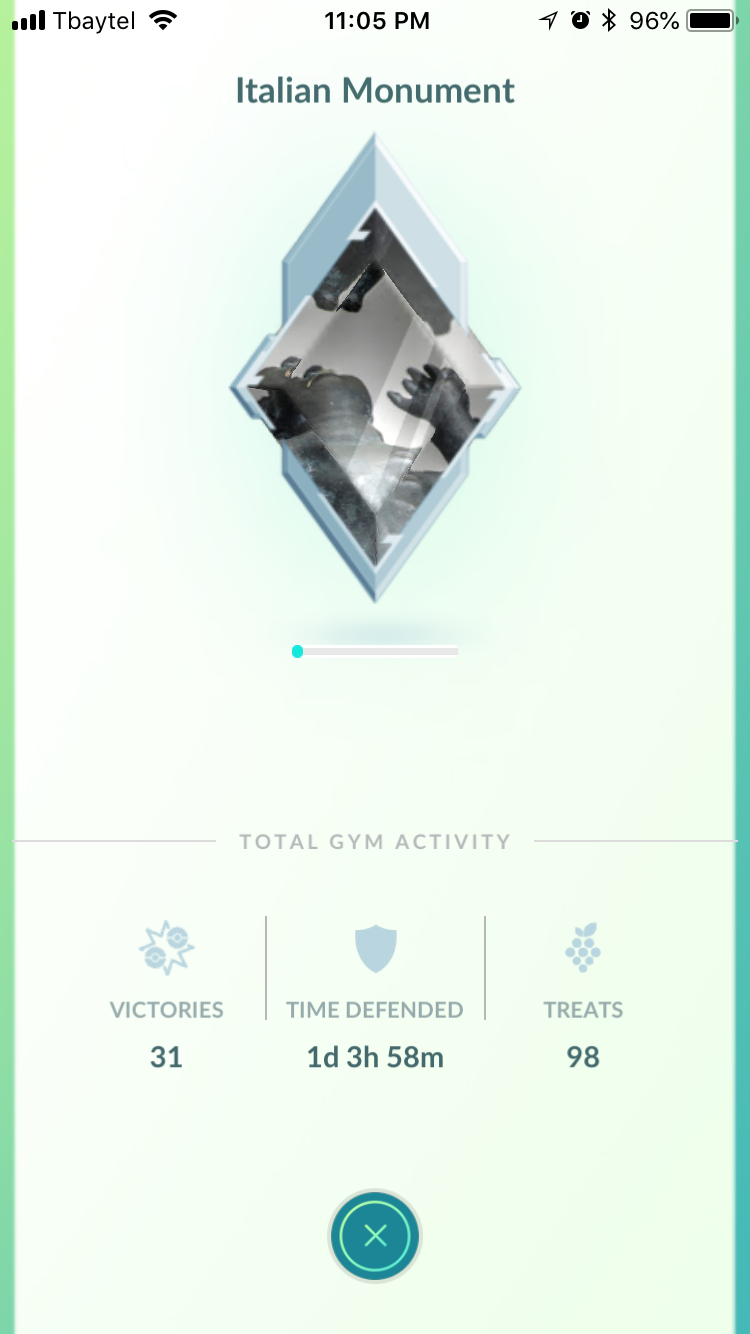 Tbaytel 11:05 PM 96%
Italian Monument
TOTAL GYM ACTIVITY
VICTORIES TIME DEFENDED TREATS
31 1d 3h 58m 98